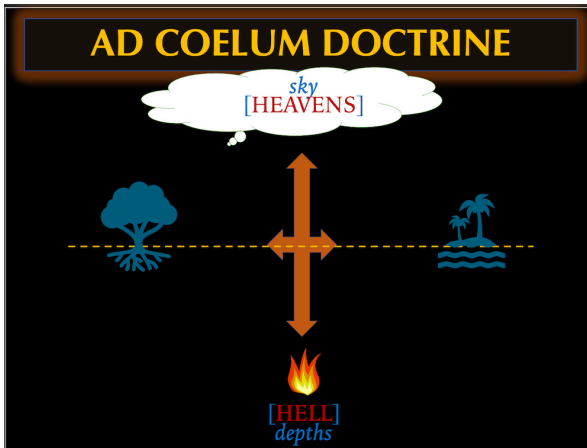 AD COELUM DOCTRINE
sky
[HEAVENS]
[HELL]
depths